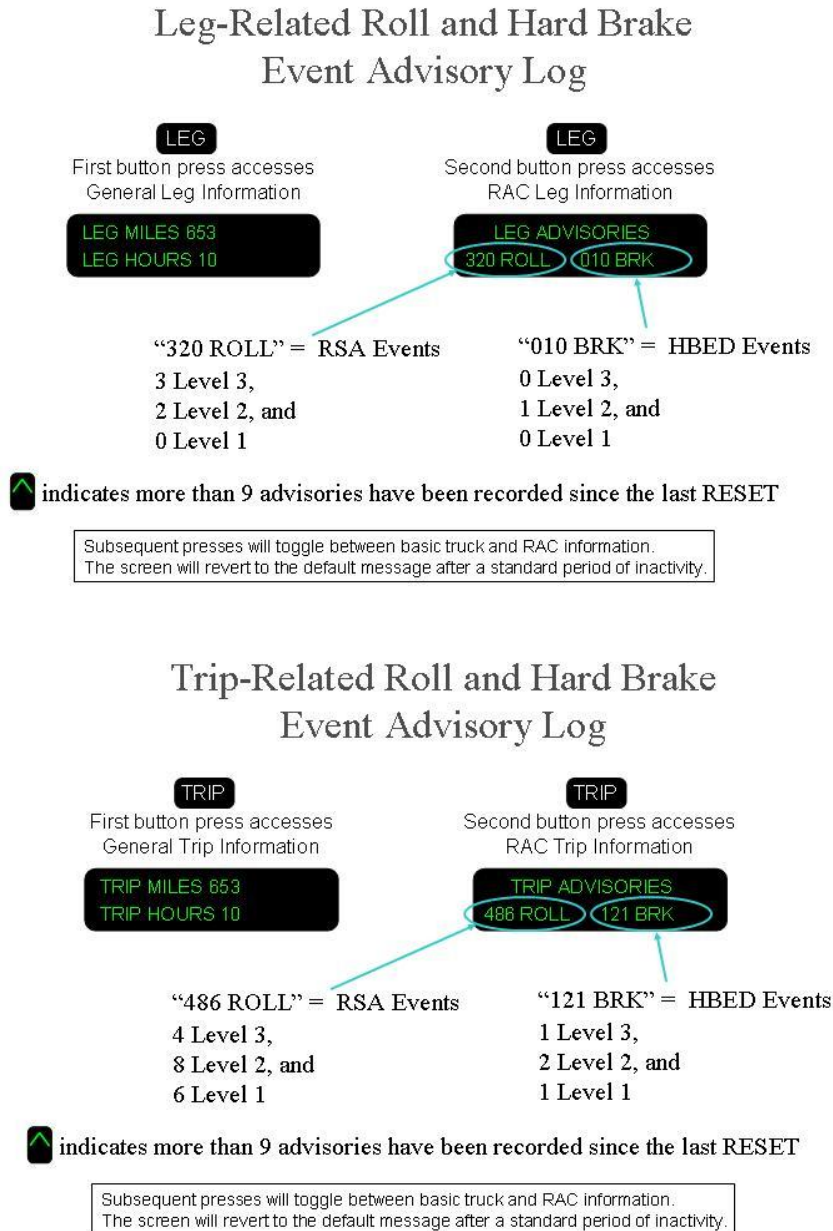 Leg-Related Roll and Hard Brake
Event Advisory Log
LEG
First button press accesses
General Leg Information
LEG MILES 653
LEG HOURS 10
LEG
Second button press accesses
RAC Leg Information
LEG ADVISORIES
320 ROLL 010 BRK
“320 ROLL” = RSA Events
3 Level 3,
2 Level 2, and
0 Level 1
“010 BRK” = HBED Events
0 Level 3,
1 Level 2, and
0 Level 1
^ indicates more than 9 advisories have been recorded since the last RESET
Subsequent presses will toggle between basic truck and RAC information.
The screen will revert to the default message after a standard period of inactivity.
Trip-Related Roll and Hard Brake
Event Advisory Log
TRIP
First button press accesses
General Trip Information
TRIP MILES 653
TRIP HOURS 10
TRIP
Second button press accesses
RAC Trip Information
TRIP ADVISORIES
486 ROLL 121 BRK
“486 ROLL” = RSA Events
4 Level 3,
8 Level 2, and
6 Level 1
“121 BRK” = HBED Events
1 Level 3,
2 Level 2, and
1 Level 1
^ indicates more than 9 advisories have been recorded since the last RESET
Subsequent presses will toggle between basic truck and RAC information.
The screen will revert to the default message after a standard period of inactivity.